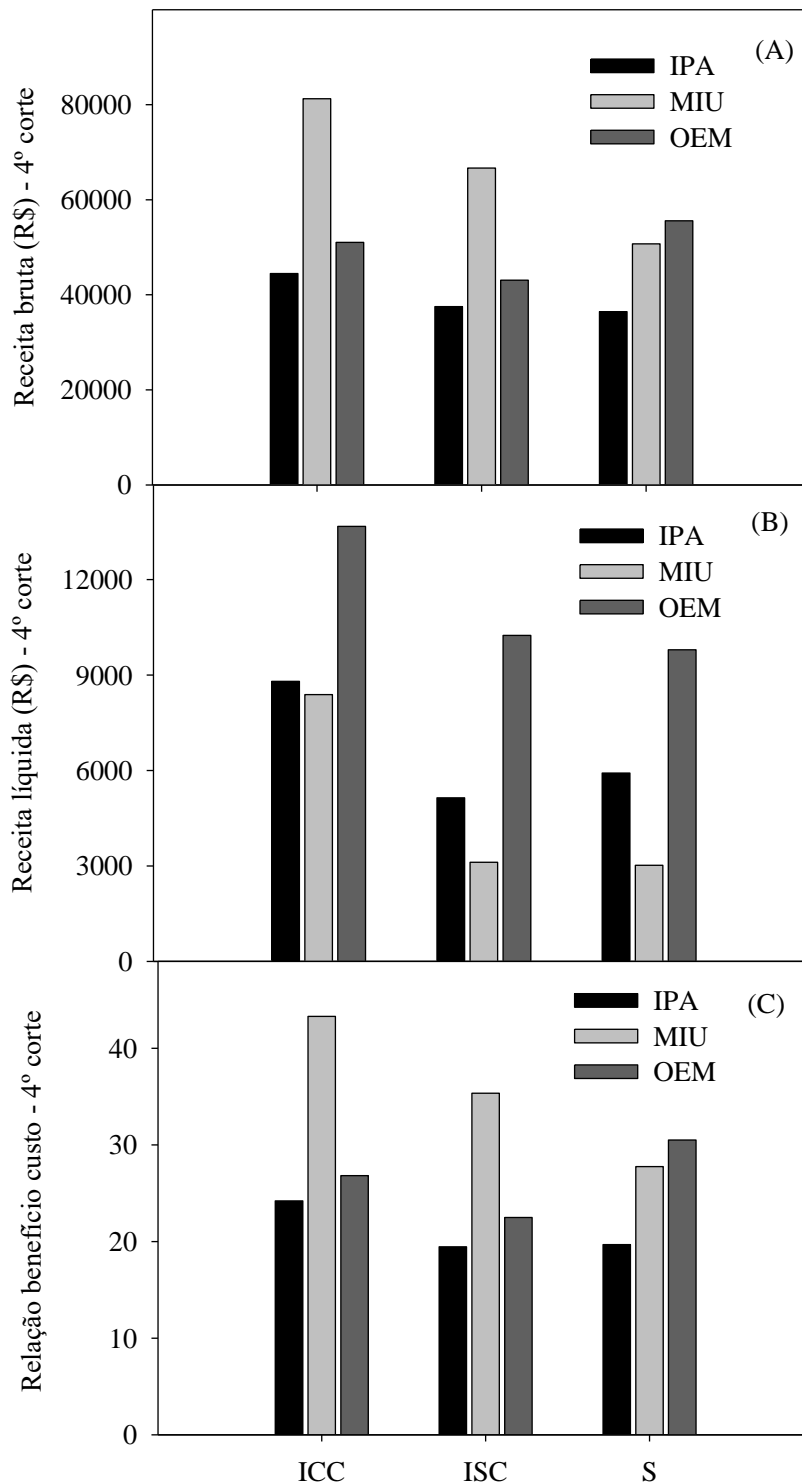 (A)
IPA
MIU
OEM
Receita bruta (R$) - 4º corte
80000
60000
40000
20000
0
(B)
IPA
MIU
OEM
Receita líquida (R$) - 4º corte
12000
9000
6000
3000
0
(C)
IPA
MIU
OEM
Relação benefício custo - 4º corte
40
30
20
10
0
ICC ISC S